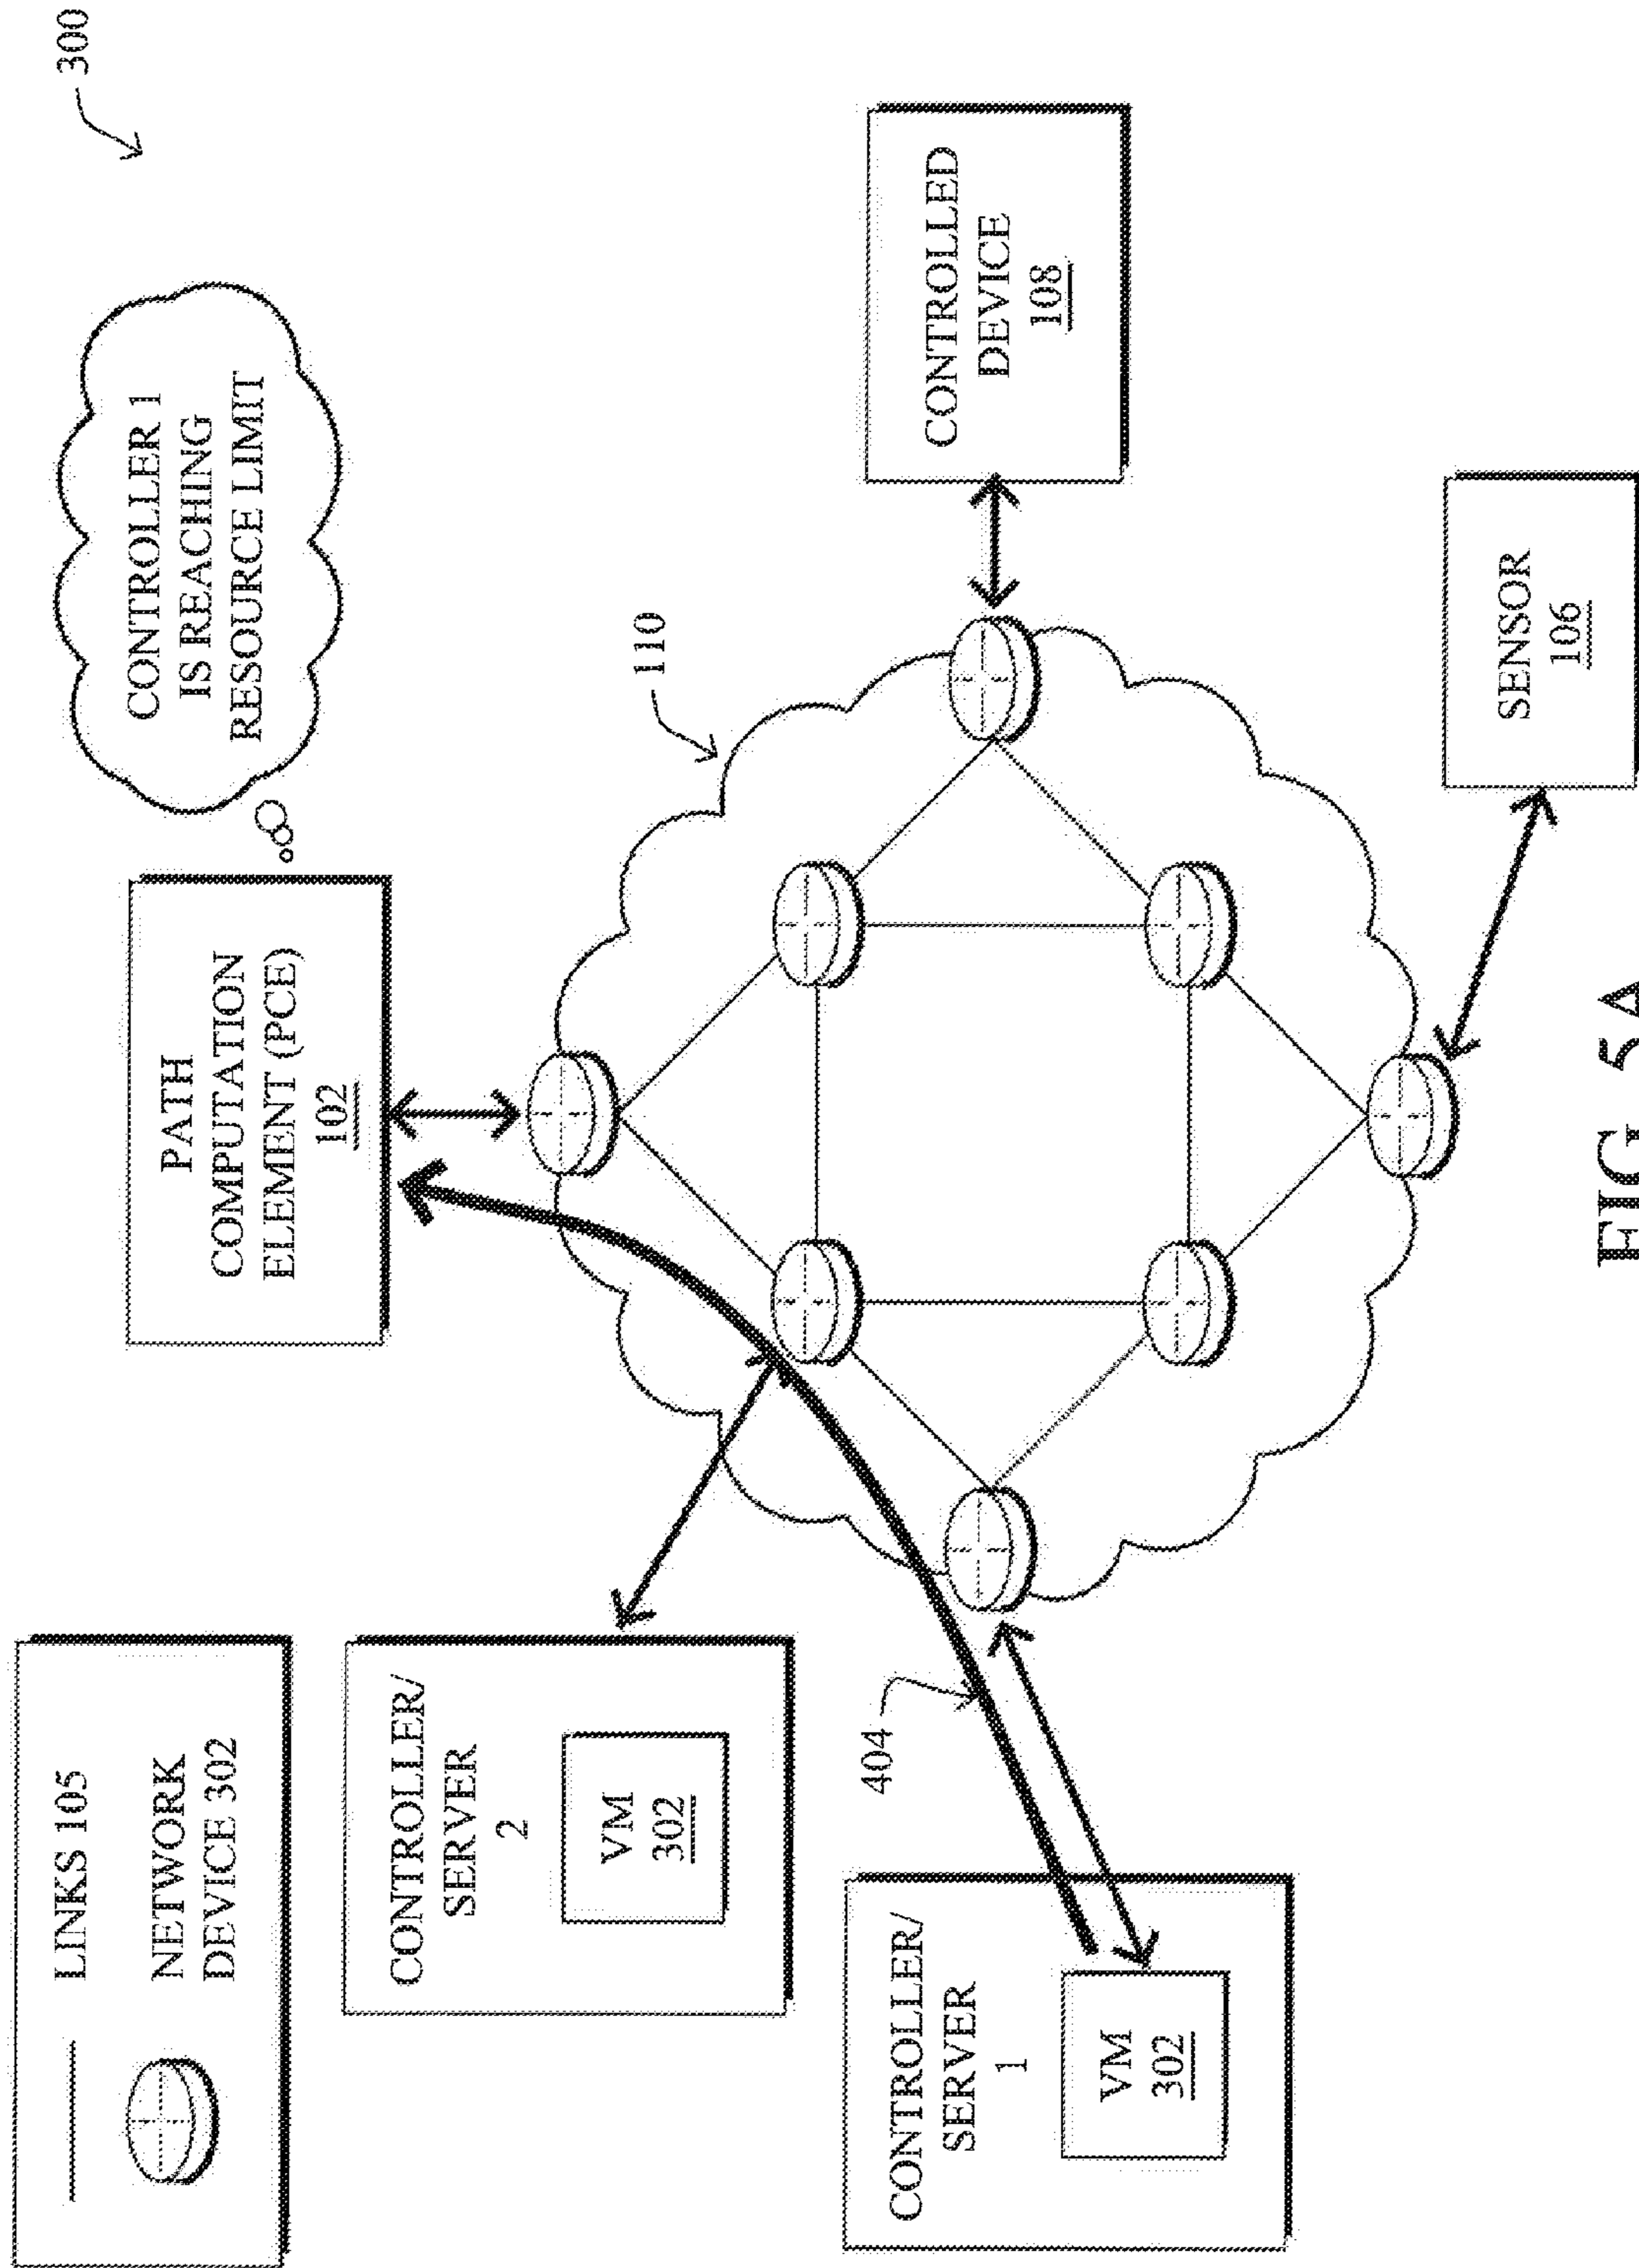 300
LINKS 105
NETWORK
DEVICE 302
PATH
COMPUTATION
ELEMENT (PCE)
102
CONTROLLER 1
IS REACHING
RESOURCE LIMIT
CONTROLLER/
SERVER
2
VM
302
110
404
CONTROLLER/
SERVER
1
VM
302
CONTROLLED
DEVICE
108
SENSOR
106
FIG. 5A